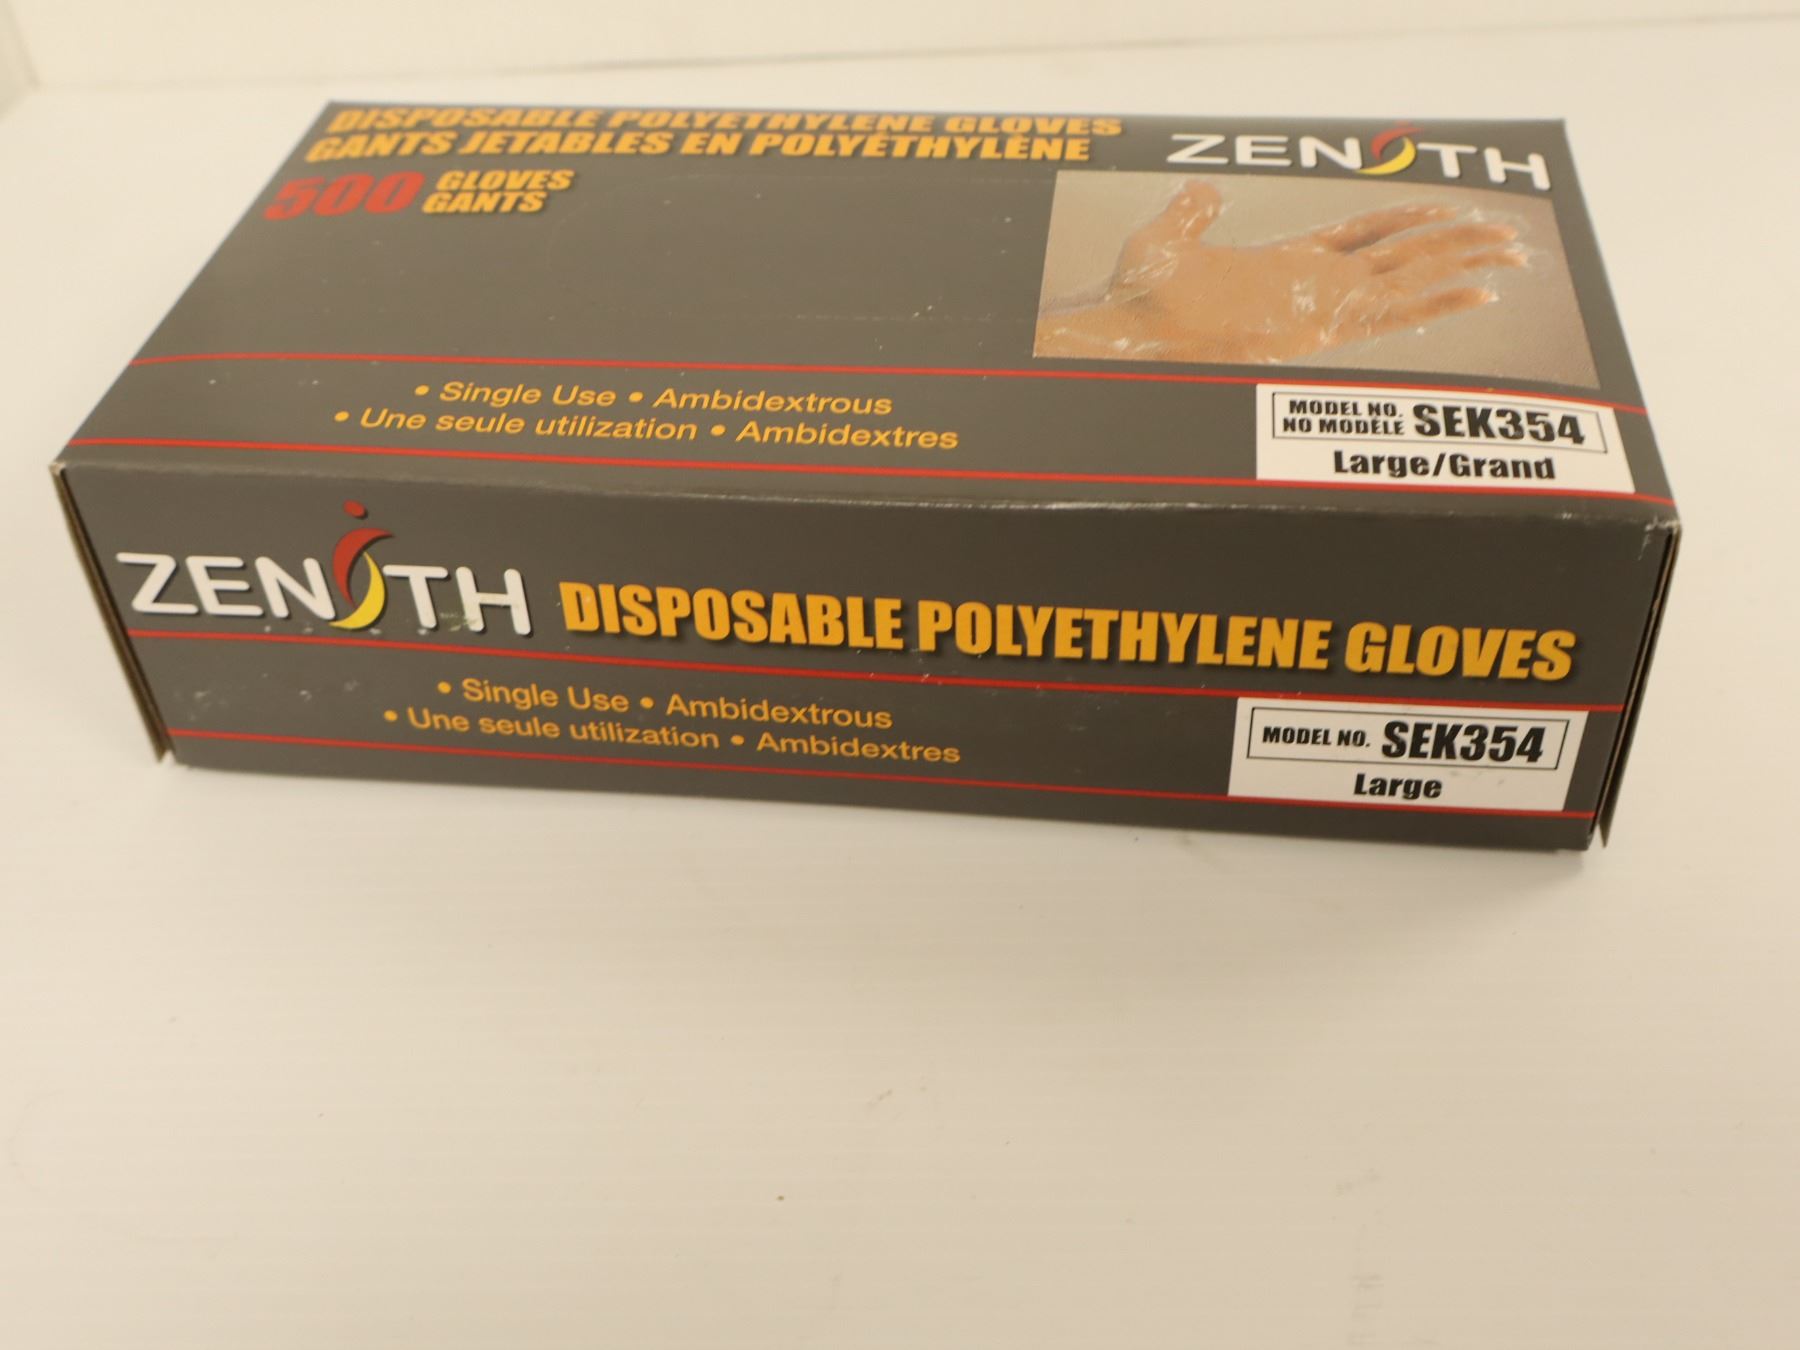 DISPOSABLE POLYETHYLENE GLOVES
GANTS JETABLES EN POLYÉTHYLÈNE
500 GLOVES
GANTS
ZENITH
• Single Use • Ambidextrous
• Une seule utilization • Ambidextres
MODEL NO.
NO MODÈLE SEK354
Large/Grand
ZENITH
DISPOSABLE POLYETHYLENE GLOVES
• Single Use • Ambidextrous
• Une seule utilization • Ambidextres
MODEL NO. SEK354
Large